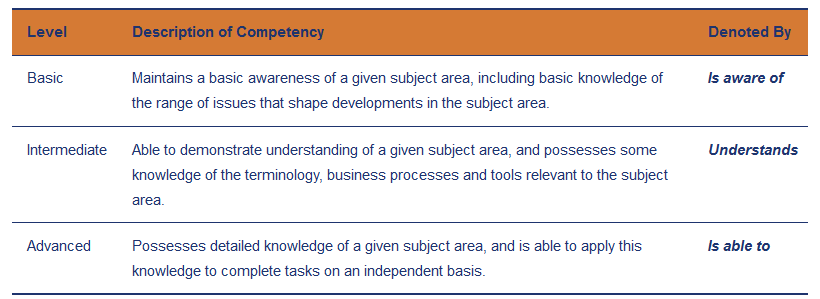 Level Description of Competency Denoted By
Basic Maintains a basic awareness of a given subject area, including basic knowledge of Is aware of
the range of issues that shape developments in the subject area.
Intermediate Able to demonstrate understanding of a given subject area, and possesses some Understands
knowledge of the terminology, business processes and tools relevant to the subject
area.
Advanced Possesses detailed knowledge of a given subject area, and is able to apply this Is able to
knowledge to complete tasks on an independent basis.